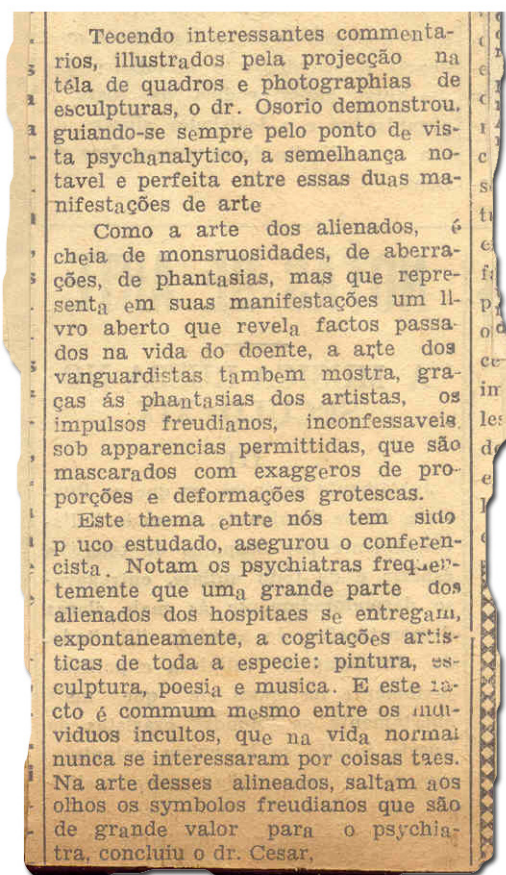 Tecendo interessantes commenta-
rios, illustrados pela projecção na
téla de quadros e photographias de
esculpturas, o dr. Osorio demonstrou,
guiando-se sempre pelo ponto de vis-
ta psychanalytico, a semelhança no-
tavel e perfeita entre essas duas ma-
nifestações de arte
Como a arte dos alienados, é
cheia de monsruosidades, de aberra-
ções, de phantasias, mas que repre-
senta em suas manifestações um li-
vro aberto que revela factos passa-
dos na vida do doente, a arte dos
vanguardistas tambem mostra, gra-
ças ás phantasias dos artistas, os
impulsos freudianos, inconfessaveis,
sob apparencias permittidas, que são
mascarados com exaggeros de pro-
porções e deformações grotescas.
Este thema entre nós tem sido
p uco estudado, asegurou o conferen-
cista. Notam os psychiatras frequen-
temente que uma grande parte dos
alienados dos hospitaes se entregam,
expontaneamente, a cogitações artis-
ticas de toda a especie: pintura, es-
culptura, poesia e musica. E este fa-
cto é commum mesmo entre os indi-
viduos incultos, que na vida normal
nunca se interessaram por coisas taes.
Na arte desses alineados, saltam aos
olhos os symbolos freudianos que são
de grande valor para o psychia-
tra, concluiu o dr. Cesar,